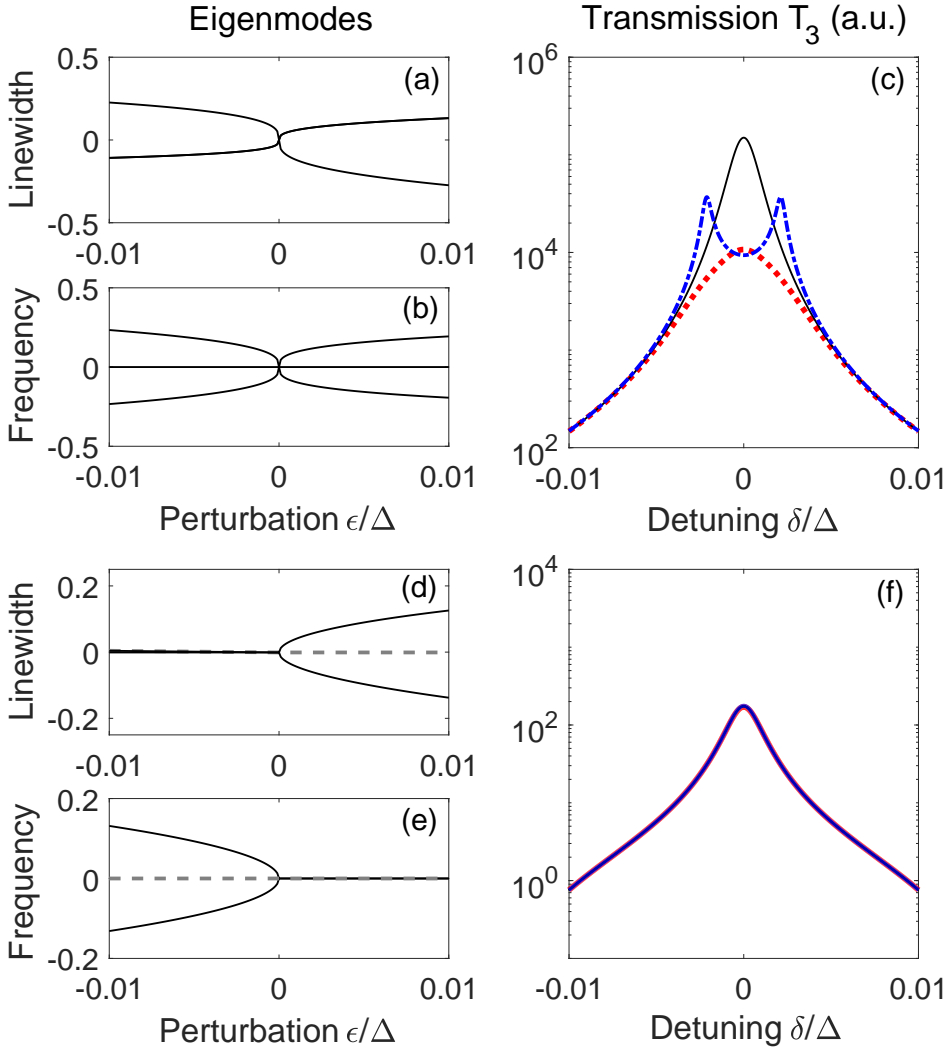 Eigenmodes
Transmission T3 (a.u.)
(a)
Linewidth
0.5
0
-0.5
-0.01
0
0.01
(b)
Frequency
0.5
0
-0.5
-0.01
0
0.01
Perturbation ϵ/Δ
(c)
10^6
10^4
10^2
-0.01
0
0.01
Detuning δ/Δ
(d)
Linewidth
0.2
0
-0.2
-0.01
0
0.01
(e)
Frequency
0.2
0
-0.2
-0.01
0
0.01
Perturbation ϵ/Δ
(f)
10^4
10^2
10^0
-0.01
0
0.01
Detuning δ/Δ